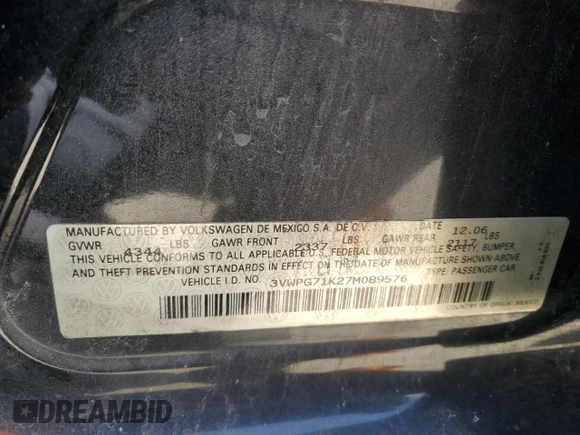 MANUFACTURED BY VOLKSWAGEN DE MEXICO S.A. DE C.V. DATE 12.06
GVWR 4344 LBS GAWR FRONT 2337 LBS GAWR REAR 2117 LBS
THIS VEHICLE CONFORMS TO ALL APPLICABLE U.S. FEDERAL MOTOR VEHICLE SAFETY, BUMPER,
AND THEFT PREVENTION STANDARDS IN EFFECT ON THE DATE OF MANUFACTURE SHOWN ABOVE.
VEHICLE I.D. NO. 3VWPG71K27M089576 TYPE: PASSENGER CAR
COUNTRY OF ORIGIN: MEXICO
DREAMBID